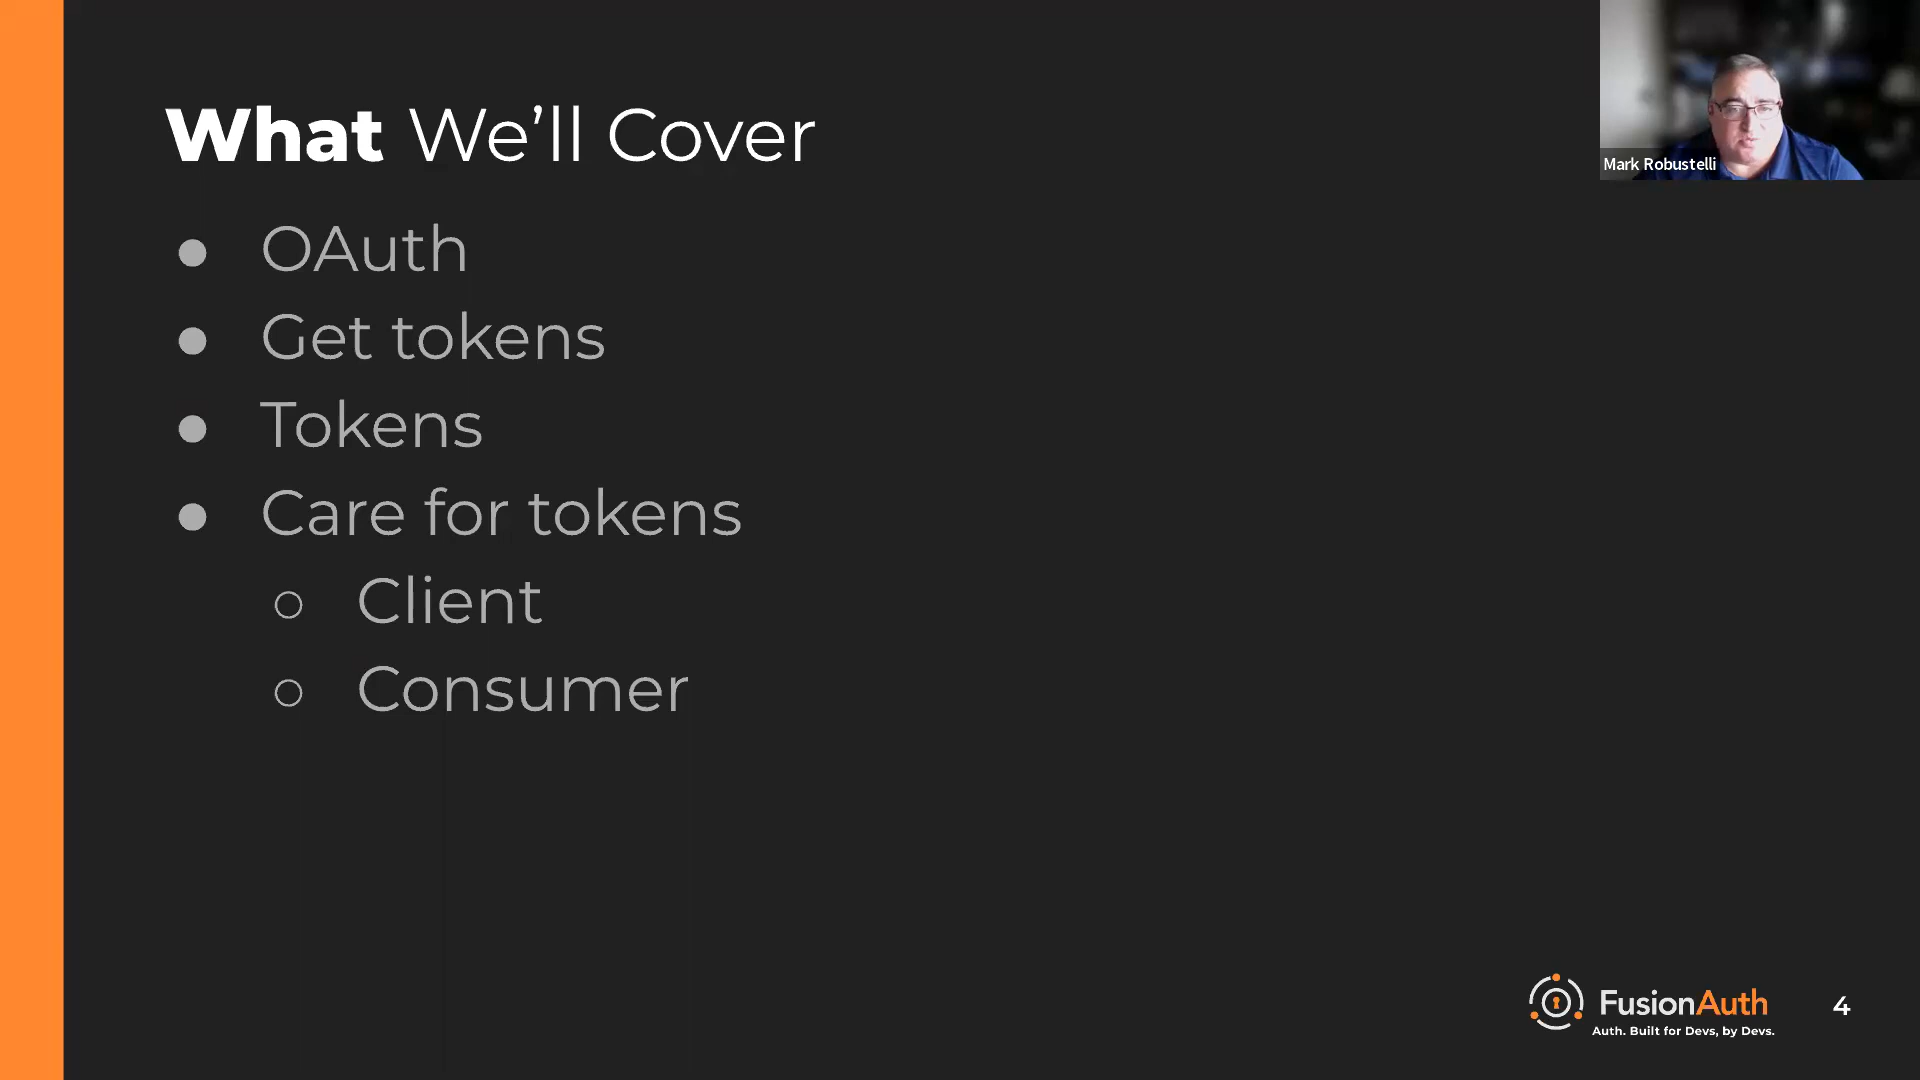 What We’ll Cover
Mark Robustelli
● OAuth
● Get tokens
● Tokens
● Care for tokens
○ Client
○ Consumer
FusionAuth
Auth. Built for Devs, by Devs.
4